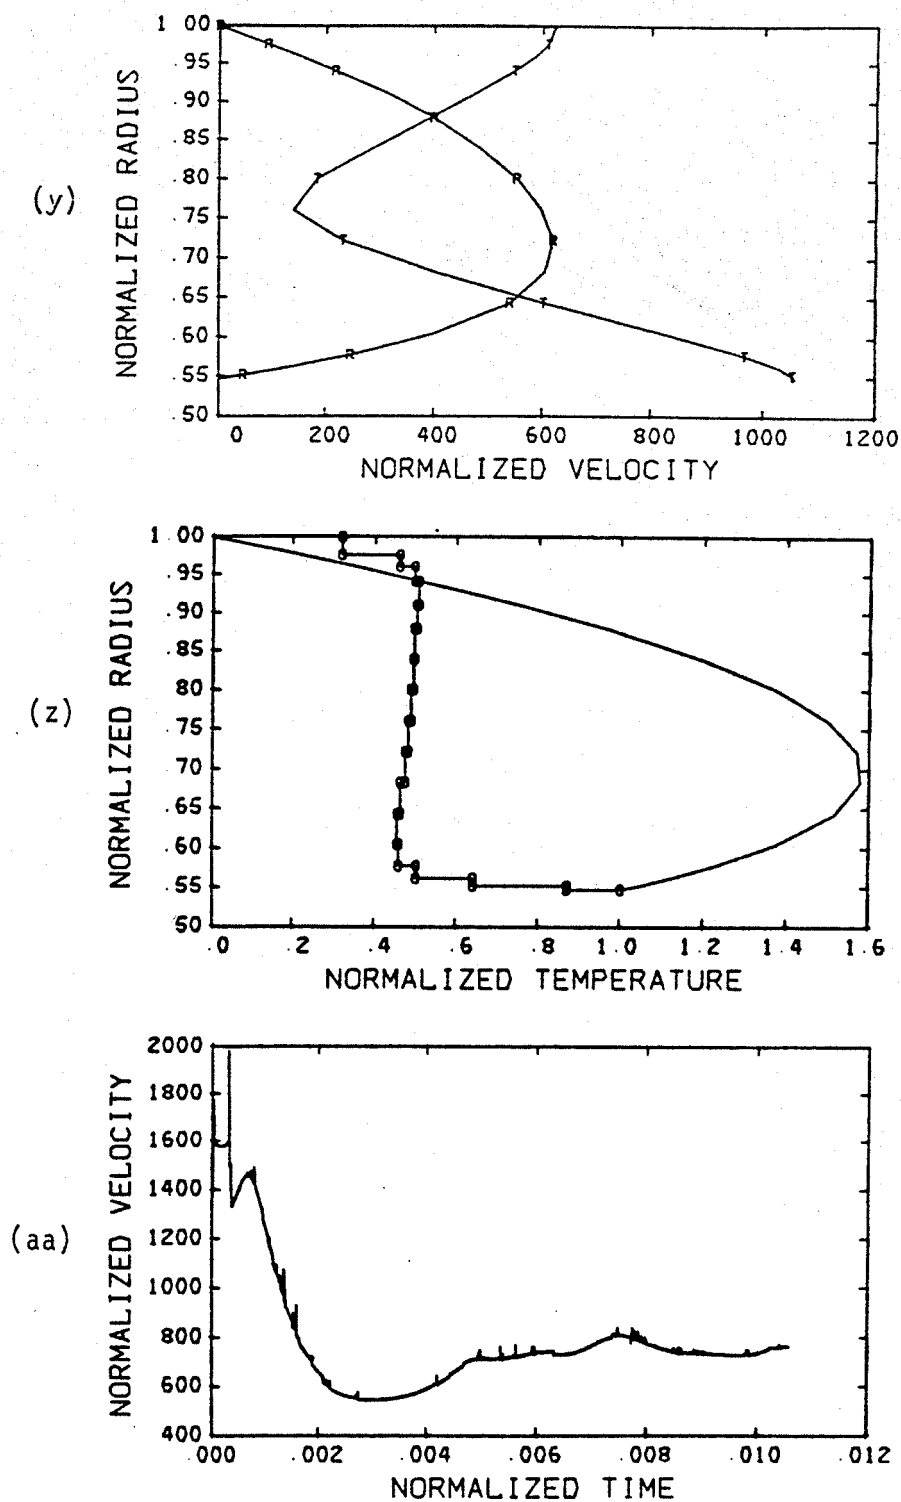 (y)
NORMALIZED RADIUS
1 00
.95
.90
.85
.80
.75
.70
.65
.60
.55
.50
R
R
T
R
T
T
R
T
R
R
T
R
T
R
T
0 200 400 600 800 1000 1200
NORMALIZED VELOCITY
(z)
NORMALIZED RADIUS
1 00
.95
.90
.85
.80
.75
.70
.65
.60
.55
.50
.0 .2 .4 .6 .8 1.0 1.2 1.4 1.6
NORMALIZED TEMPERATURE
(aa)
NORMALIZED VELOCITY
2000
1800
1600
1400
1200
1000
800
600
400
.000 .002 .004 .006 .008 .010 .012
NORMALIZED TIME